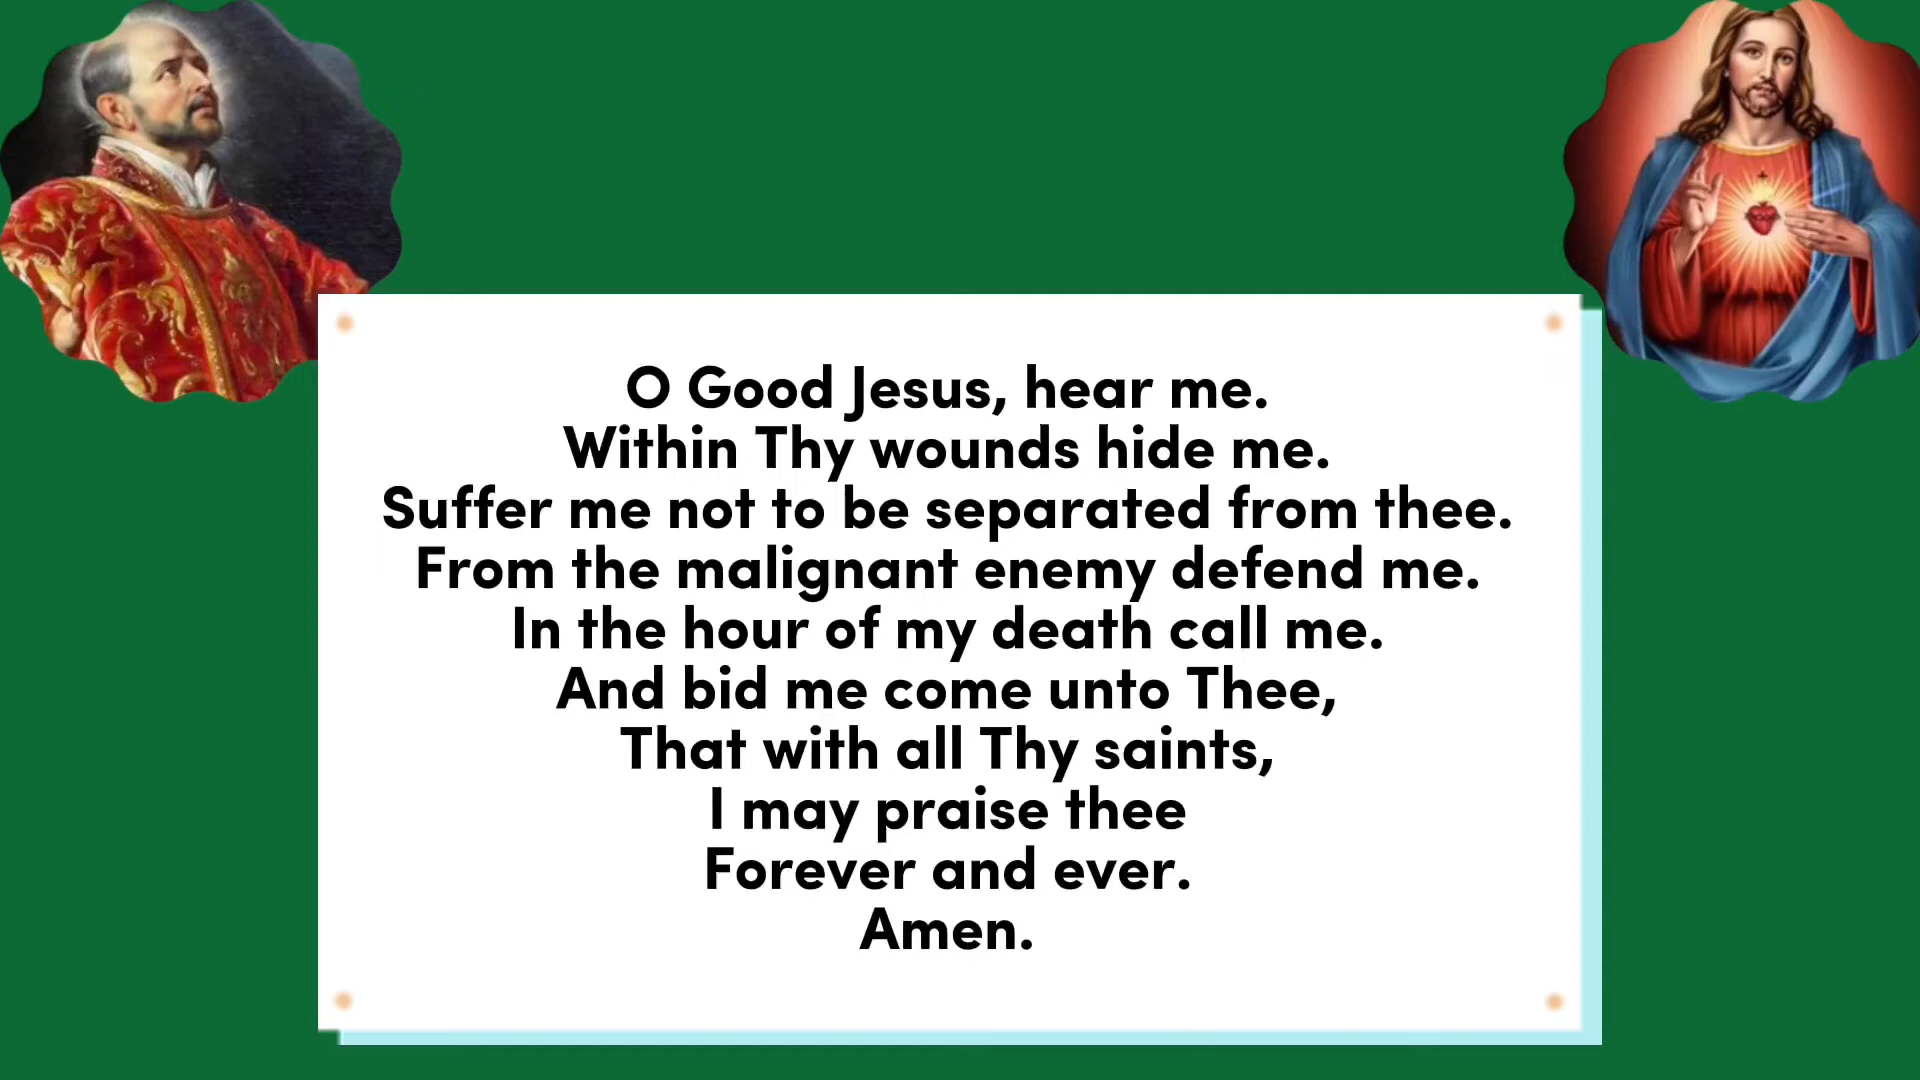 O Good Jesus, hear me.
Within Thy wounds hide me.
Suffer me not to be separated from thee.
From the malignant enemy defend me.
In the hour of my death call me.
And bid me come unto Thee,
That with all Thy saints,
I may praise thee
Forever and ever.
Amen.